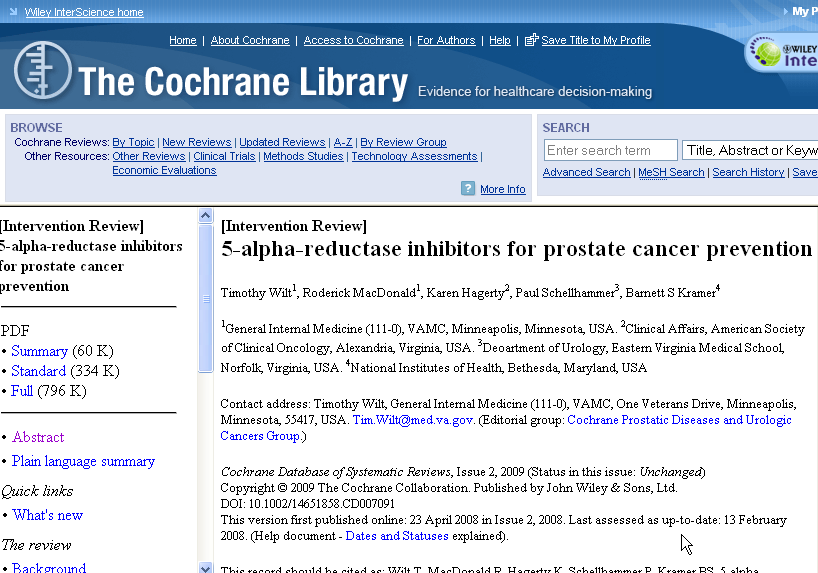 Wiley InterScience home
My P
Home | About Cochrane | Access to Cochrane | For Authors | Help | Save Title to My Profile
The Cochrane Library
Evidence for healthcare decision-making
WILEY
Inte
BROWSE
Cochrane Reviews: By Topic | New Reviews | Updated Reviews | A-Z | By Review Group
Other Resources: Other Reviews | Clinical Trials | Methods Studies | Technology Assessments |
Economic Evaluations
? More Info
SEARCH
Enter search term
Title, Abstract or Keyw
Advanced Search | MeSH Search | Search History | Save
[Intervention Review]
5-alpha-reductase inhibitors
for prostate cancer
prevention
PDF
• Summary (60 K)
• Standard (334 K)
• Full (796 K)
• Abstract
• Plain language summary
Quick links
• What's new
The review
• Background
[Intervention Review]
5-alpha-reductase inhibitors for prostate cancer prevention
Timothy Wilt1, Roderick MacDonald1, Karen Hagerty2, Paul Schellhammer3, Barnett S Kramer4
1General Internal Medicine (111-0), VAMC, Minneapolis, Minnesota, USA. 2Clinical Affairs, American Society
of Clinical Oncology, Alexandria, Virginia, USA. 3Deoartment of Urology, Eastern Virginia Medical School,
Norfolk, Virginia, USA. 4National Institutes of Health, Bethesda, Maryland, USA
Contact address: Timothy Wilt, General Internal Medicine (111-0), VAMC, One Veterans Drive, Minneapolis,
Minnesota, 55417, USA. Tim.Wilt@med.va.gov. (Editorial group: Cochrane Prostatic Diseases and Urologic
Cancers Group.)
Cochrane Database of Systematic Reviews, Issue 2, 2009 (Status in this issue: Unchanged)
Copyright © 2009 The Cochrane Collaboration. Published by John Wiley & Sons, Ltd.
DOI: 10.1002/14651858.CD007091
This version first published online: 23 April 2008 in Issue 2, 2008. Last assessed as up-to-date: 13 February
2008. (Help document - Dates and Statuses explained).
This record should be cited as: Wilt T, MacDonald R, Hagerty K, Schellhammer P, Kramer BS. 5-alpha-